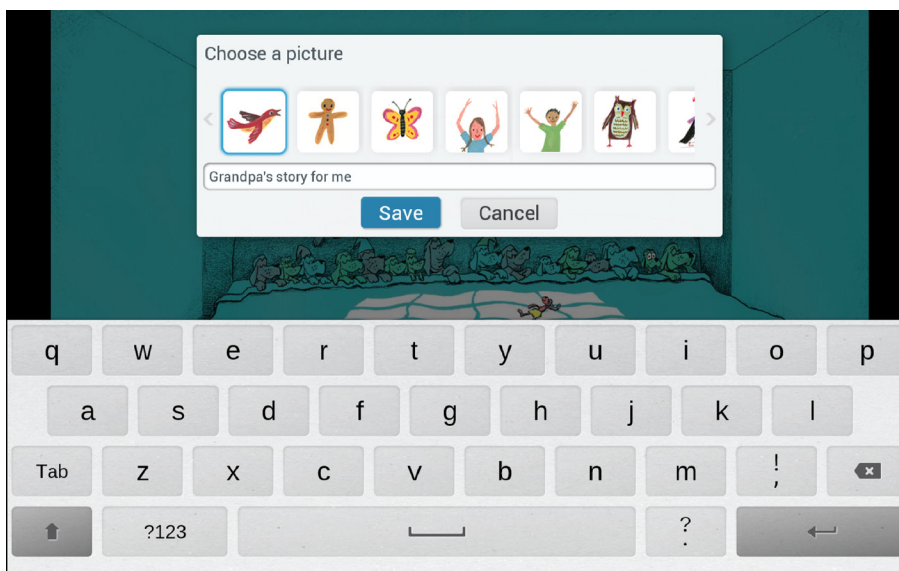 Choose a picture
Grandpa's story for me
Save Cancel
q w e r t y u i o p
a s d f g h j k l
Tab z x c v b n m ! ,
?123 ? .